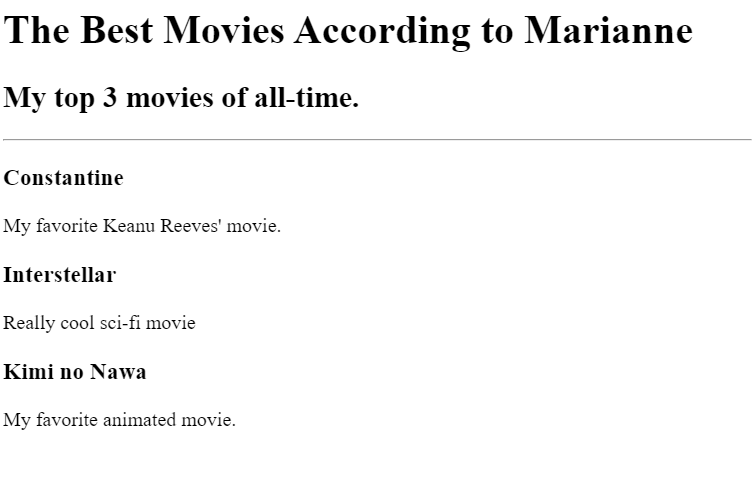 The Best Movies According to Marianne
My top 3 movies of all-time.
Constantine
My favorite Keanu Reeves' movie.
Interstellar
Really cool sci-fi movie
Kimi no Nawa
My favorite animated movie.